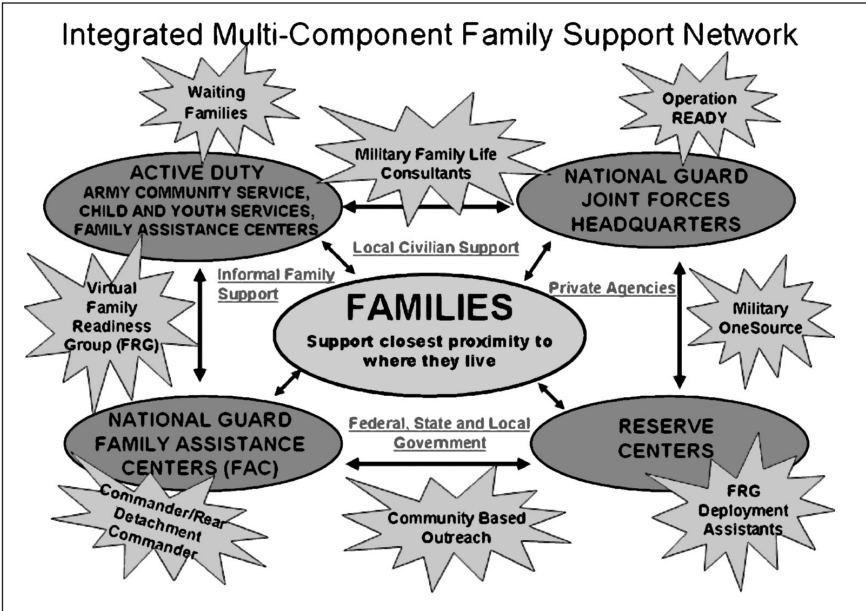 Integrated Multi-Component Family Support Network
Waiting
Families
Operation
READY
Military Family Life
Consultants
ACTIVE DUTY
ARMY COMMUNITY SERVICE,
CHILD AND YOUTH SERVICES,
FAMILY ASSISTANCE CENTERS
NATIONAL GUARD
JOINT FORCES
HEADQUARTERS
Local Civilian Support
Informal Family
Support
Private Agencies
Virtual
Family
Readiness
Group (FRG)
FAMILIES
Support closest proximity to
where they live
Military
OneSource
NATIONAL GUARD
FAMILY ASSISTANCE
CENTERS (FAC)
Federal, State and Local
Government
RESERVE
CENTERS
Commander/Rear
Detachment
Commander
Community Based
Outreach
FRG
Deployment
Assistants